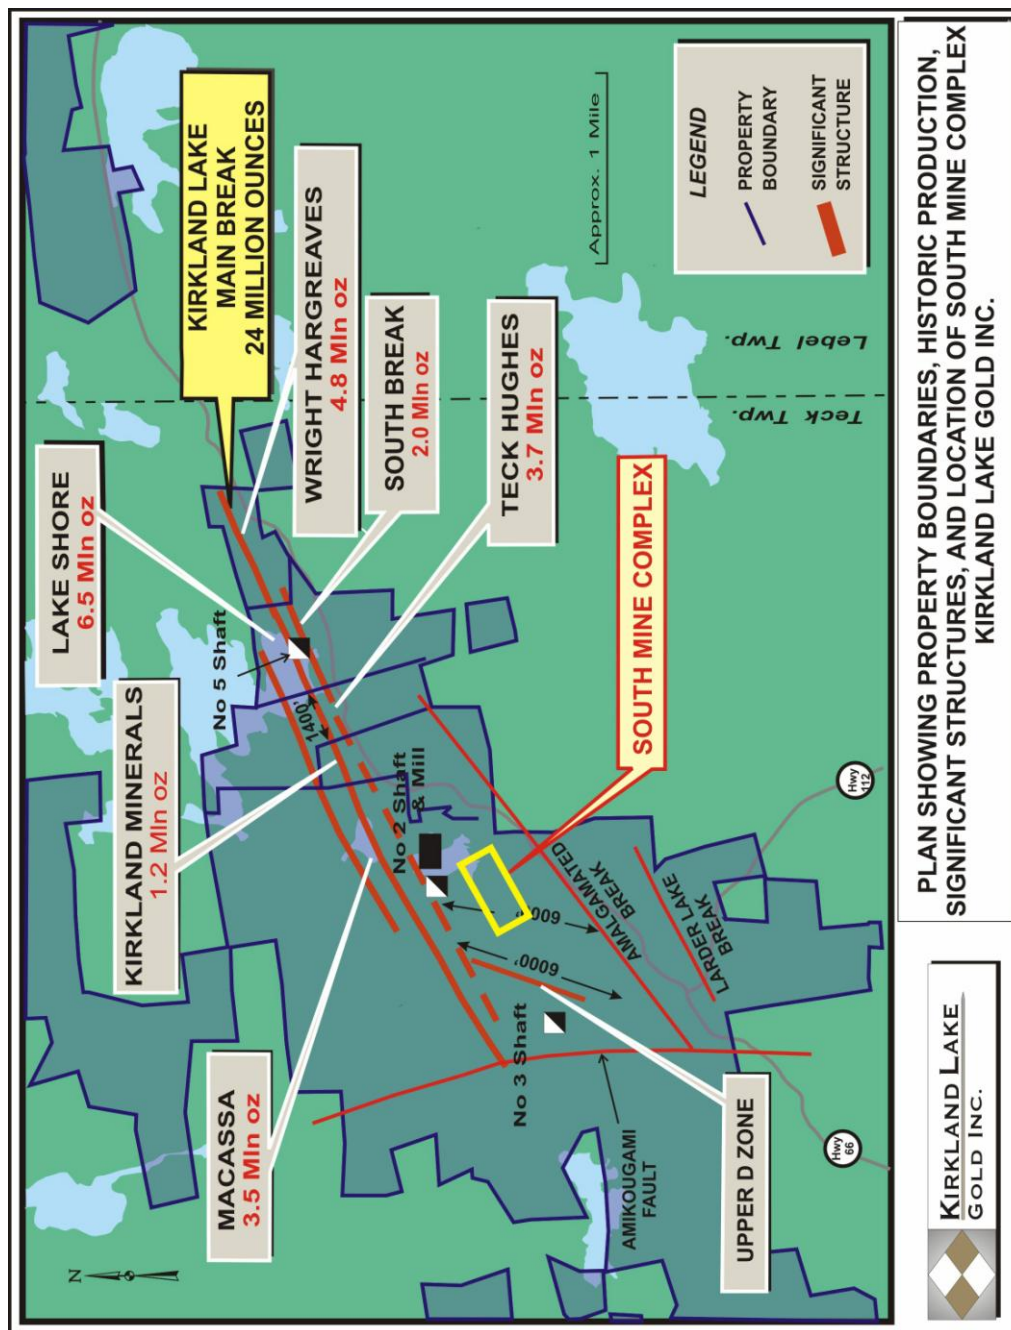 N
MACASSA
3.5 Mln oz
KIRKLAND MINERALS
1.2 Mln oz
LAKE SHORE
6.5 Mln oz
KIRKLAND LAKE
MAIN BREAK
24 MILLION OUNCES
WRIGHT HARGREAVES
4.8 Mln oz
SOUTH BREAK
2.0 Mln oz
TECK HUGHES
3.7 Mln oz
No 5 Shaft
1400'
No 2 Shaft
& Mill
No 3 Shaft
6000'
6000'
AMALGAMATED
BREAK
LARDER LAKE
BREAK
AMIKOUGAMI
FAULT
UPPER D ZONE
SOUTH MINE COMPLEX
Teck Twp.
Lebel Twp.
Hwy
66
Hwy
112
Approx. 1 Mile
LEGEND
PROPERTY
BOUNDARY
SIGNIFICANT
STRUCTURE
KIRKLAND LAKE
GOLD INC.
PLAN SHOWING PROPERTY BOUNDARIES, HISTORIC PRODUCTION,
SIGNIFICANT STRUCTURES, AND LOCATION OF SOUTH MINE COMPLEX
KIRKLAND LAKE GOLD INC.